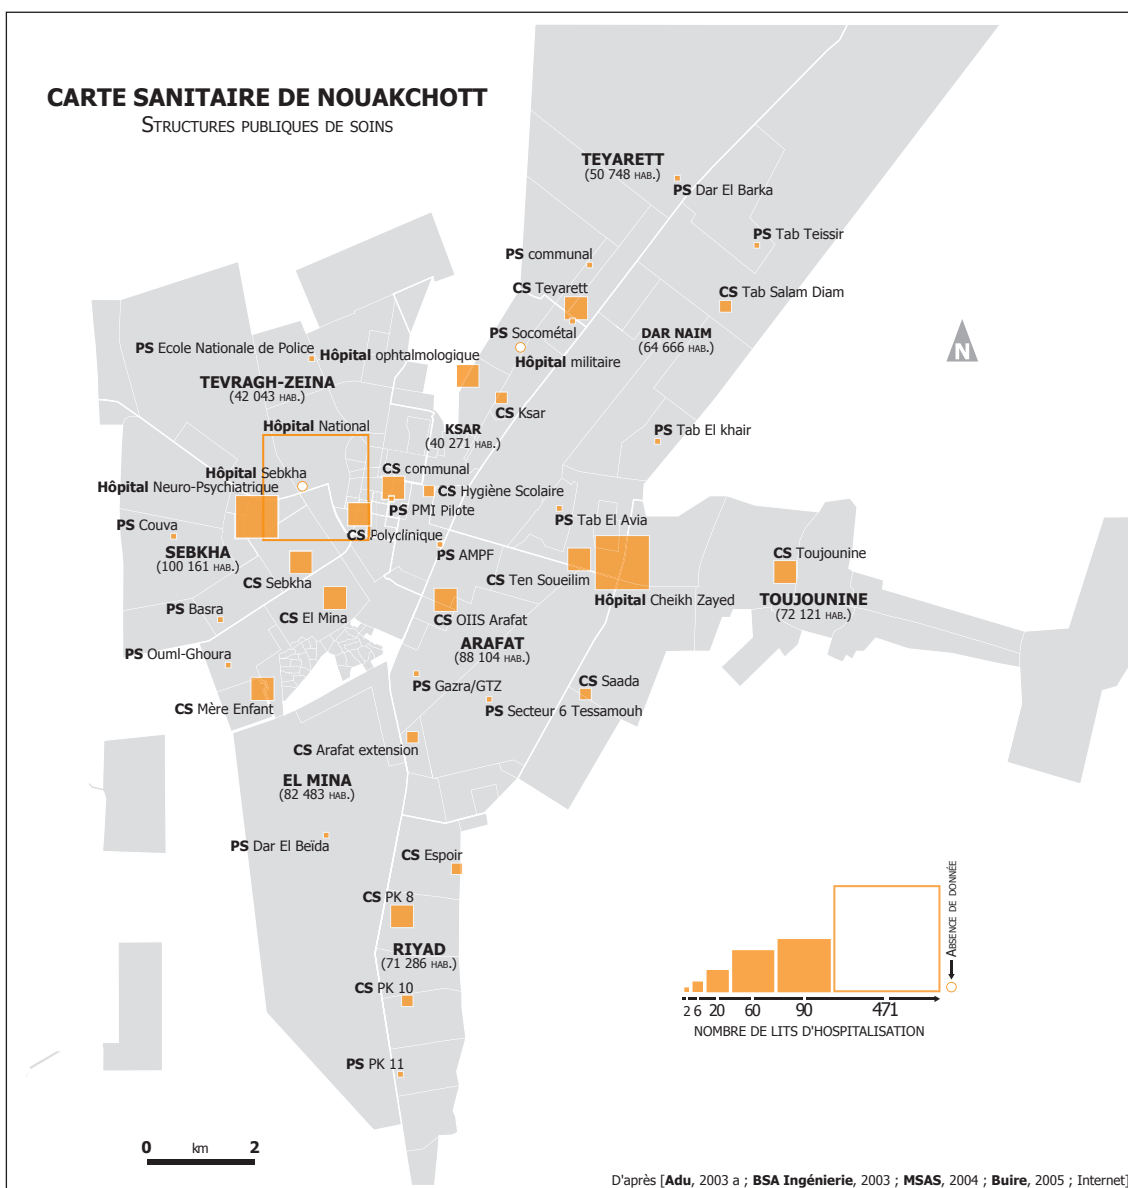 CARTE SANITAIRE DE NOUAKCHOTT
STRUCTURES PUBLIQUES DE SOINS
TEYARETT
(50 748 HAB.)
PS Dar El Barka
PS Tab Teissir
PS communal
CS Teyarett
CS Tab Salam Diam
PS Socométal
DAR NAIM
(64 666 HAB.)
PS Ecole Nationale de Police
Hôpital ophtalmologique
Hôpital militaire
N
TEVRAGH-ZEINA
(42 043 HAB.)
CS Ksar
Hôpital National
KSAR
(40 271 HAB.)
PS Tab El khair
Hôpital Sebkha
CS communal
Hôpital Neuro-Psychiatrique
CS Hygiène Scolaire
PS PMI Pilote
PS Tab El Avia
PS Couva
CS Polyclinique
SEBKHA
(100 161 HAB.)
PS AMPF
CS Toujounine
CS Sebkha
CS Ten Soueilim
Hôpital Cheikh Zayed
TOUJOUNINE
(72 121 HAB.)
PS Basra
CS El Mina
CS OIIS Arafat
ARAFAT
(88 104 HAB.)
PS Ouml-Ghoura
PS Gazra/GTZ
CS Saada
CS Mère Enfant
PS Secteur 6 Tessamouh
CS Arafat extension
EL MINA
(82 483 HAB.)
PS Dar El Beïda
CS Espoir
CS PK 8
RIYAD
(71 286 HAB.)
CS PK 10
PS PK 11
ABSENCE DE DONNÉE
2 6 20 60 90 471
NOMBRE DE LITS D'HOSPITALISATION
0 km 2
D'après [Adu, 2003 a ; BSA Ingénierie, 2003 ; MSAS, 2004 ; Buire, 2005 ; Internet]